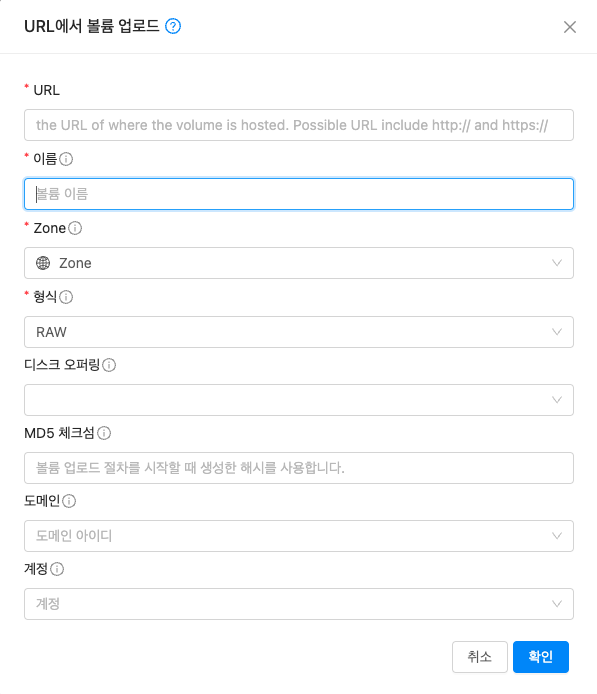 URL에서 볼륨 업로드
* URL
the URL of where the volume is hosted. Possible URL include http:// and https://
* 이름
볼륨 이름
* Zone
Zone
* 형식
RAW
디스크 오퍼링
MD5 체크섬
볼륨 업로드 절차를 시작할 때 생성한 해시를 사용합니다.
도메인
도메인 아이디
계정
계정
취소 확인